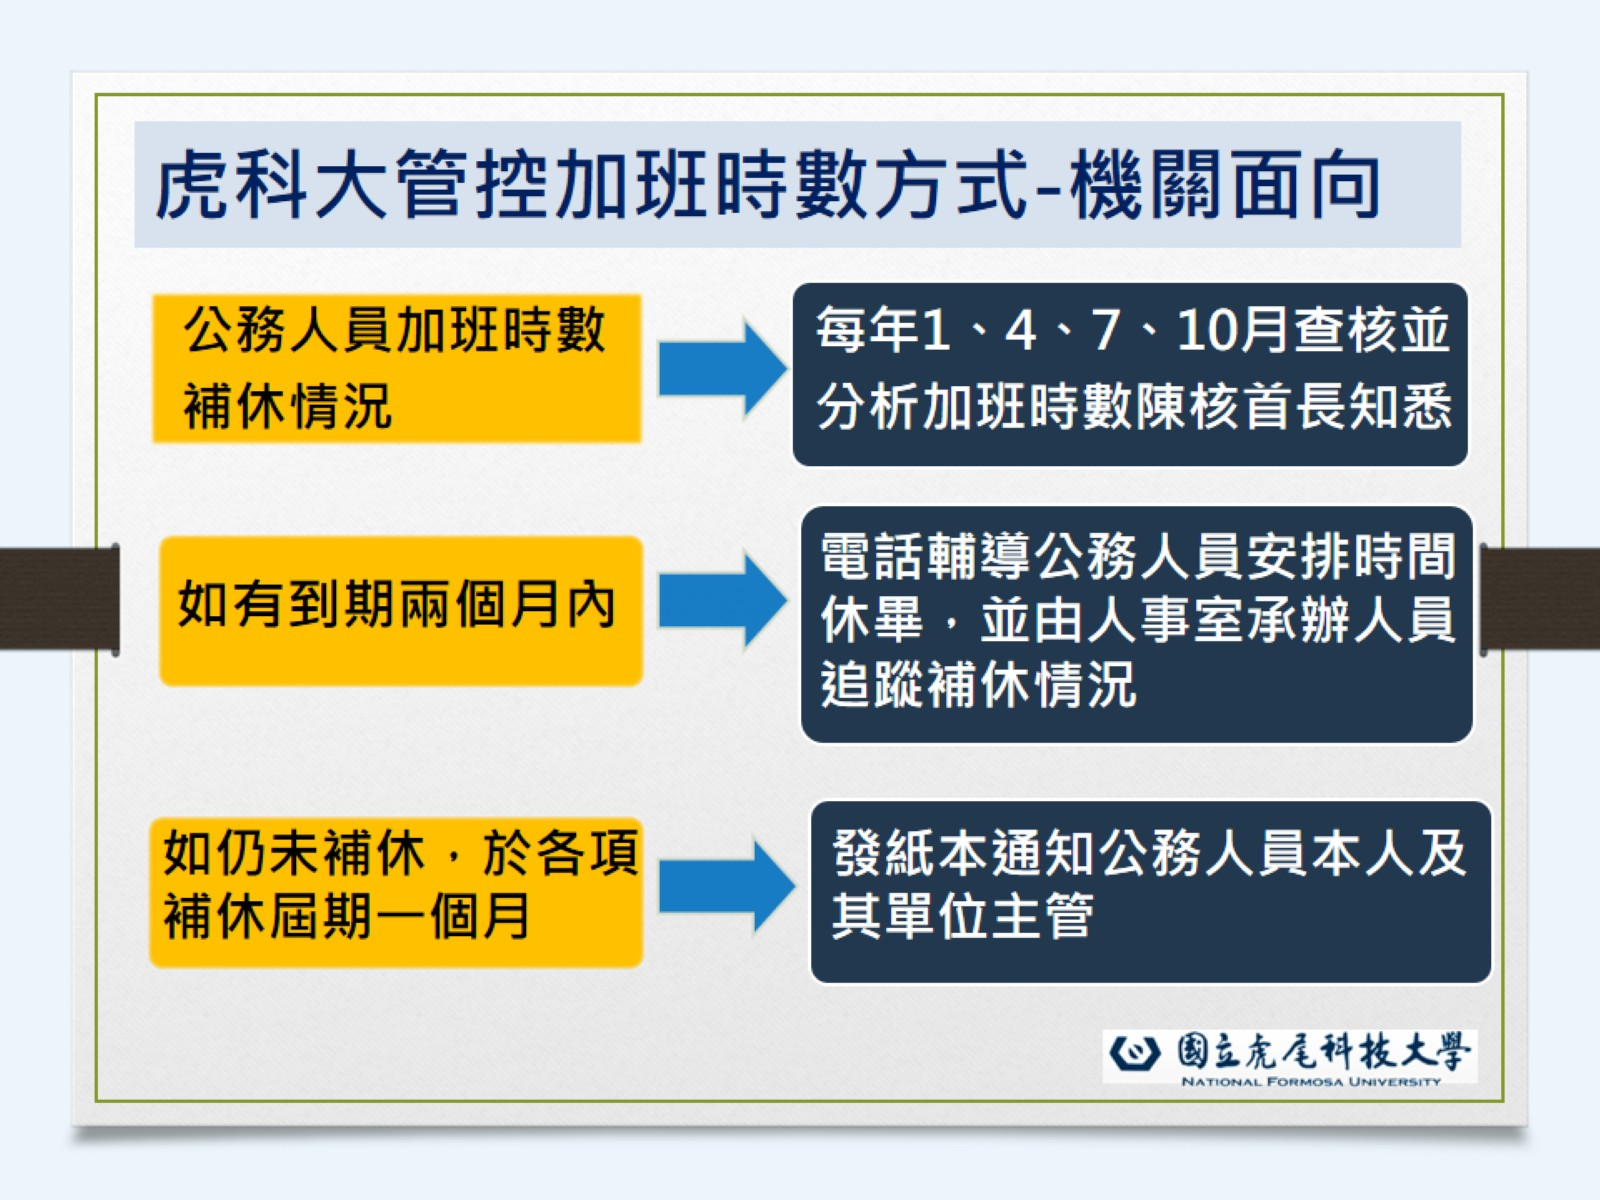 虎科大管控加班時數方式-機關面向
公務人員加班時數
補休情況
每年1、4、7、10月查核並
分析加班時數陳核首長知悉
如有到期兩個月內
電話輔導公務人員安排時間
休畢，並由人事室承辦人員
追蹤補休情況
如仍未補休，於各項
補休屆期一個月
發紙本通知公務人員本人及
其單位主管
國立虎尾科技大學
NATIONAL FORMOSA UNIVERSITY